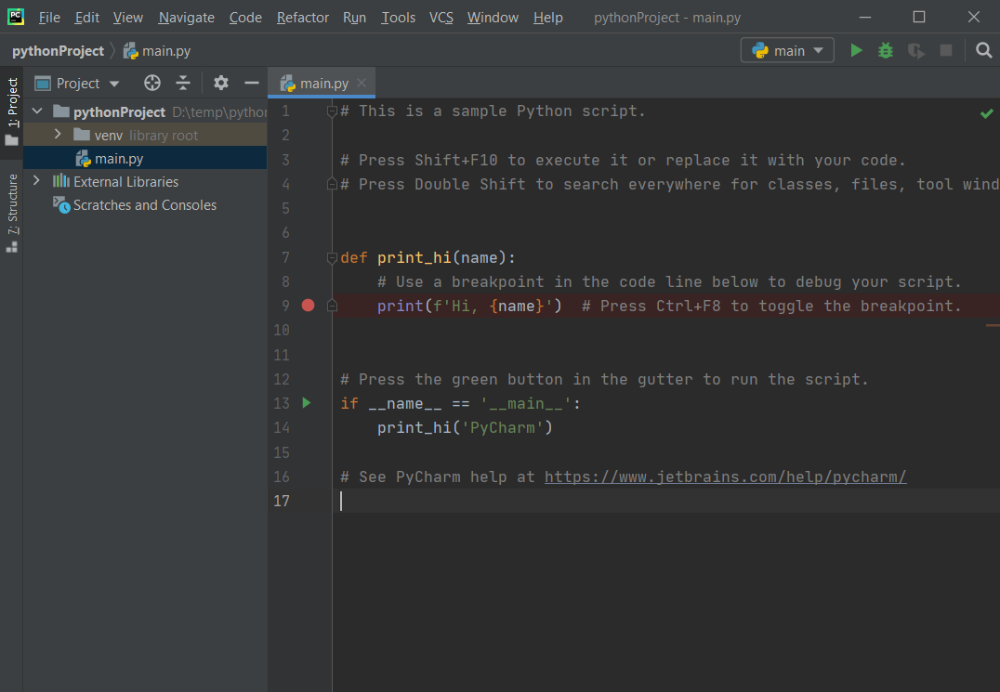 PC File Edit View Navigate Code Refactor Run Tools VCS Window Help pythonProject - main.py
pythonProject main.py main
1: Project
7: Structure
Project
pythonProject D:\temp\python
venv library root
main.py
External Libraries
Scratches and Consoles
main.py
1 # This is a sample Python script.
2
3 # Press Shift+F10 to execute it or replace it with your code.
4 # Press Double Shift to search everywhere for classes, files, tool wind
5
6
7 def print_hi(name):
8     # Use a breakpoint in the code line below to debug your script.
9     print(f'Hi, {name}')  # Press Ctrl+F8 to toggle the breakpoint.
10
11
12 # Press the green button in the gutter to run the script.
13 if __name__ == '__main__':
14     print_hi('PyCharm')
15
16 # See PyCharm help at https://www.jetbrains.com/help/pycharm/
17